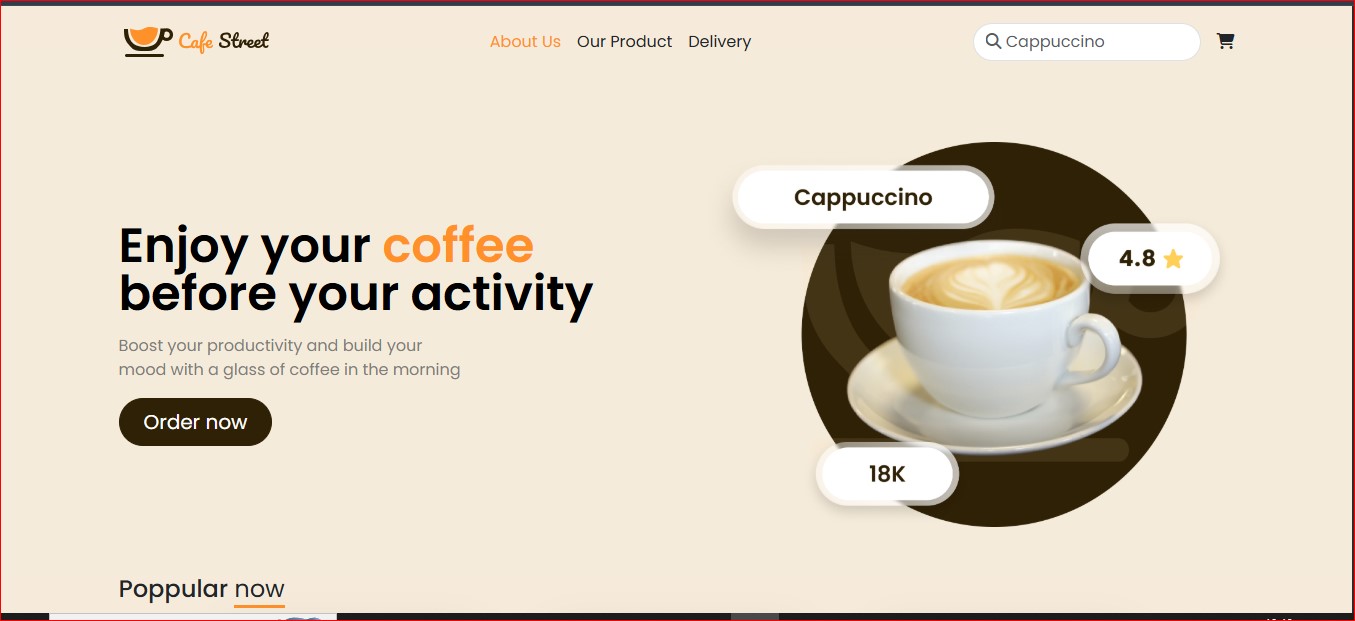 Cafe Street
About Us Our Product Delivery
Cappuccino
Cappuccino
4.8
Enjoy your coffee
before your activity
Boost your productivity and build your
mood with a glass of coffee in the morning
Order now
18K
Poppular now